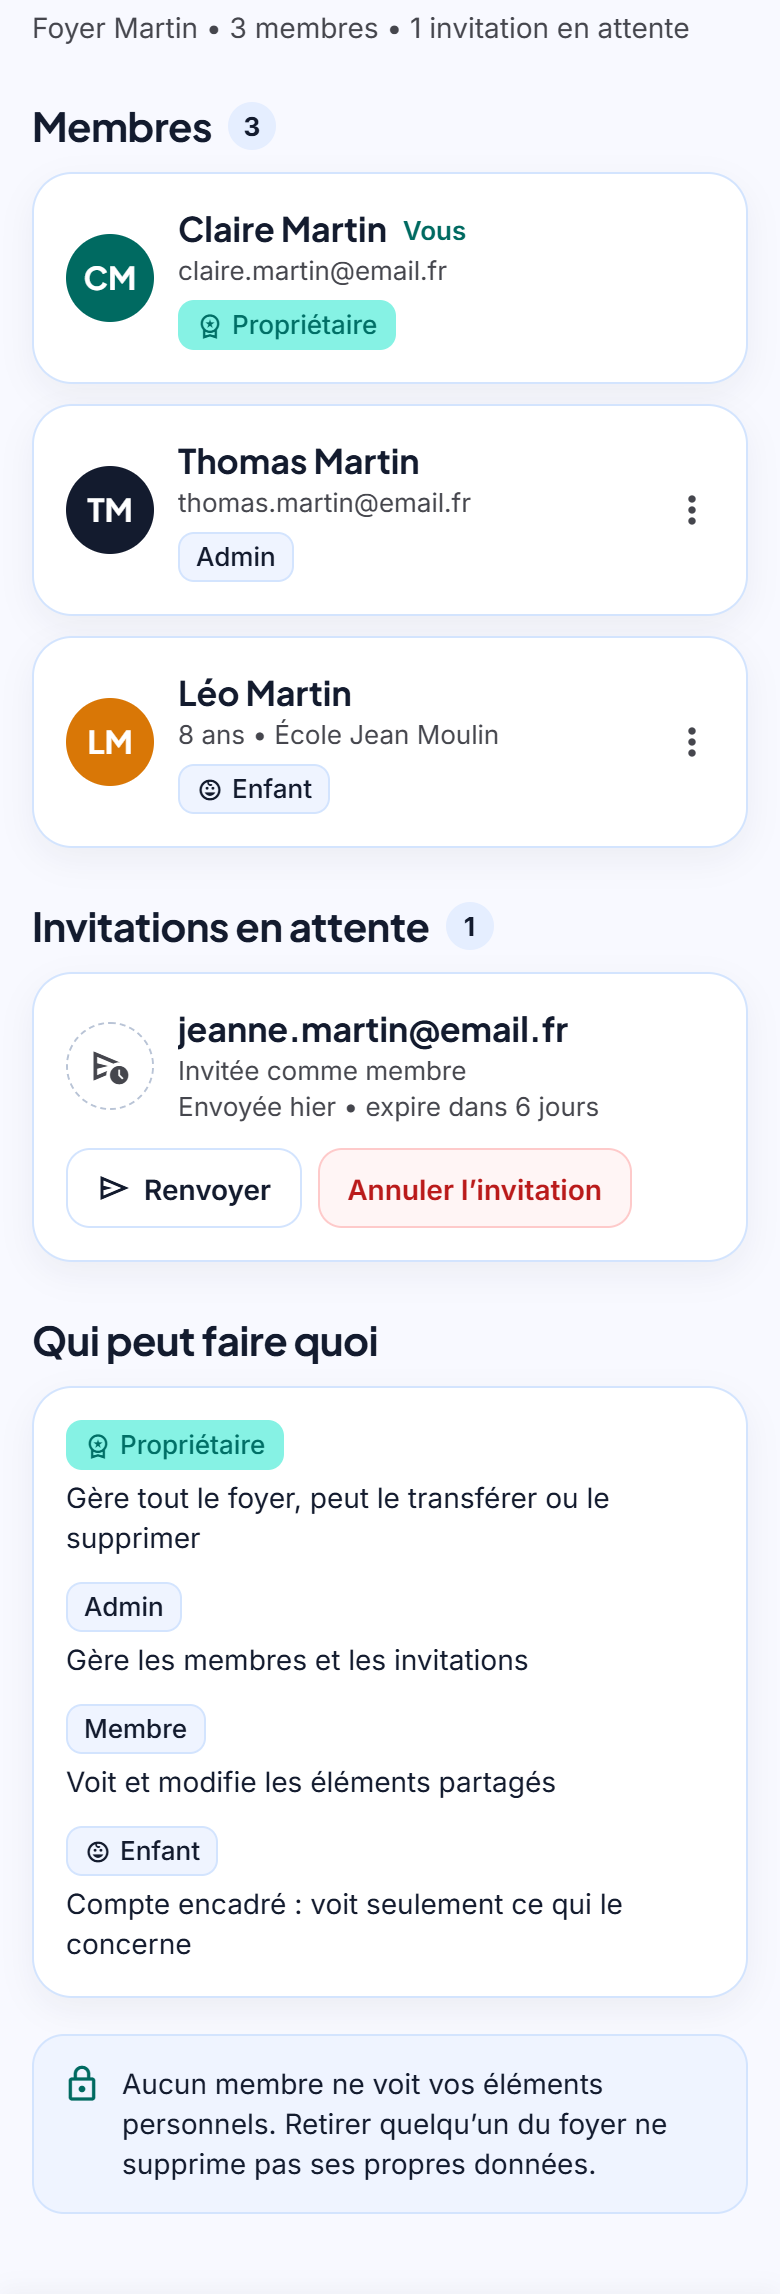 Foyer Martin • 3 membres • 1 invitation en attente
Membres 3
CM
Claire Martin Vous
claire.martin@email.fr
Propriétaire
TM
Thomas Martin
thomas.martin@email.fr
Admin
LM
Léo Martin
8 ans • École Jean Moulin
Enfant
Invitations en attente 1
jeanne.martin@email.fr
Invitée comme membre
Envoyée hier • expire dans 6 jours
Renvoyer Annuler l’invitation
Qui peut faire quoi
Propriétaire
Gère tout le foyer, peut le transférer ou le
supprimer
Admin
Gère les membres et les invitations
Membre
Voit et modifie les éléments partagés
Enfant
Compte encadré : voit seulement ce qui le
concerne
Aucun membre ne voit vos éléments
personnels. Retirer quelqu’un du foyer ne
supprime pas ses propres données.